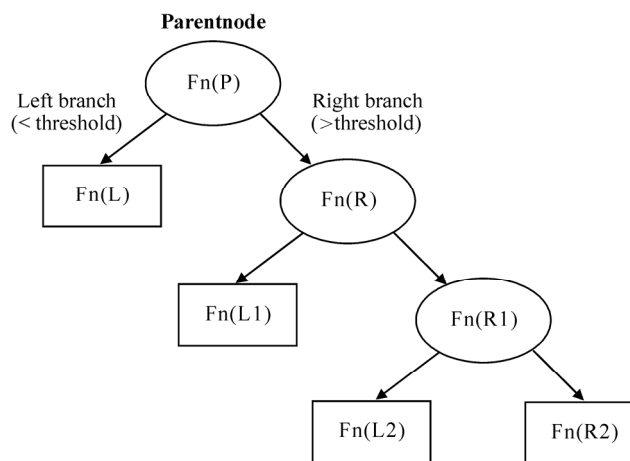 Parentnode
Fn(P)
Left branch
(< threshold)
Right branch
(>threshold)
Fn(L)
Fn(R)
Fn(L1)
Fn(R1)
Fn(L2)
Fn(R2)